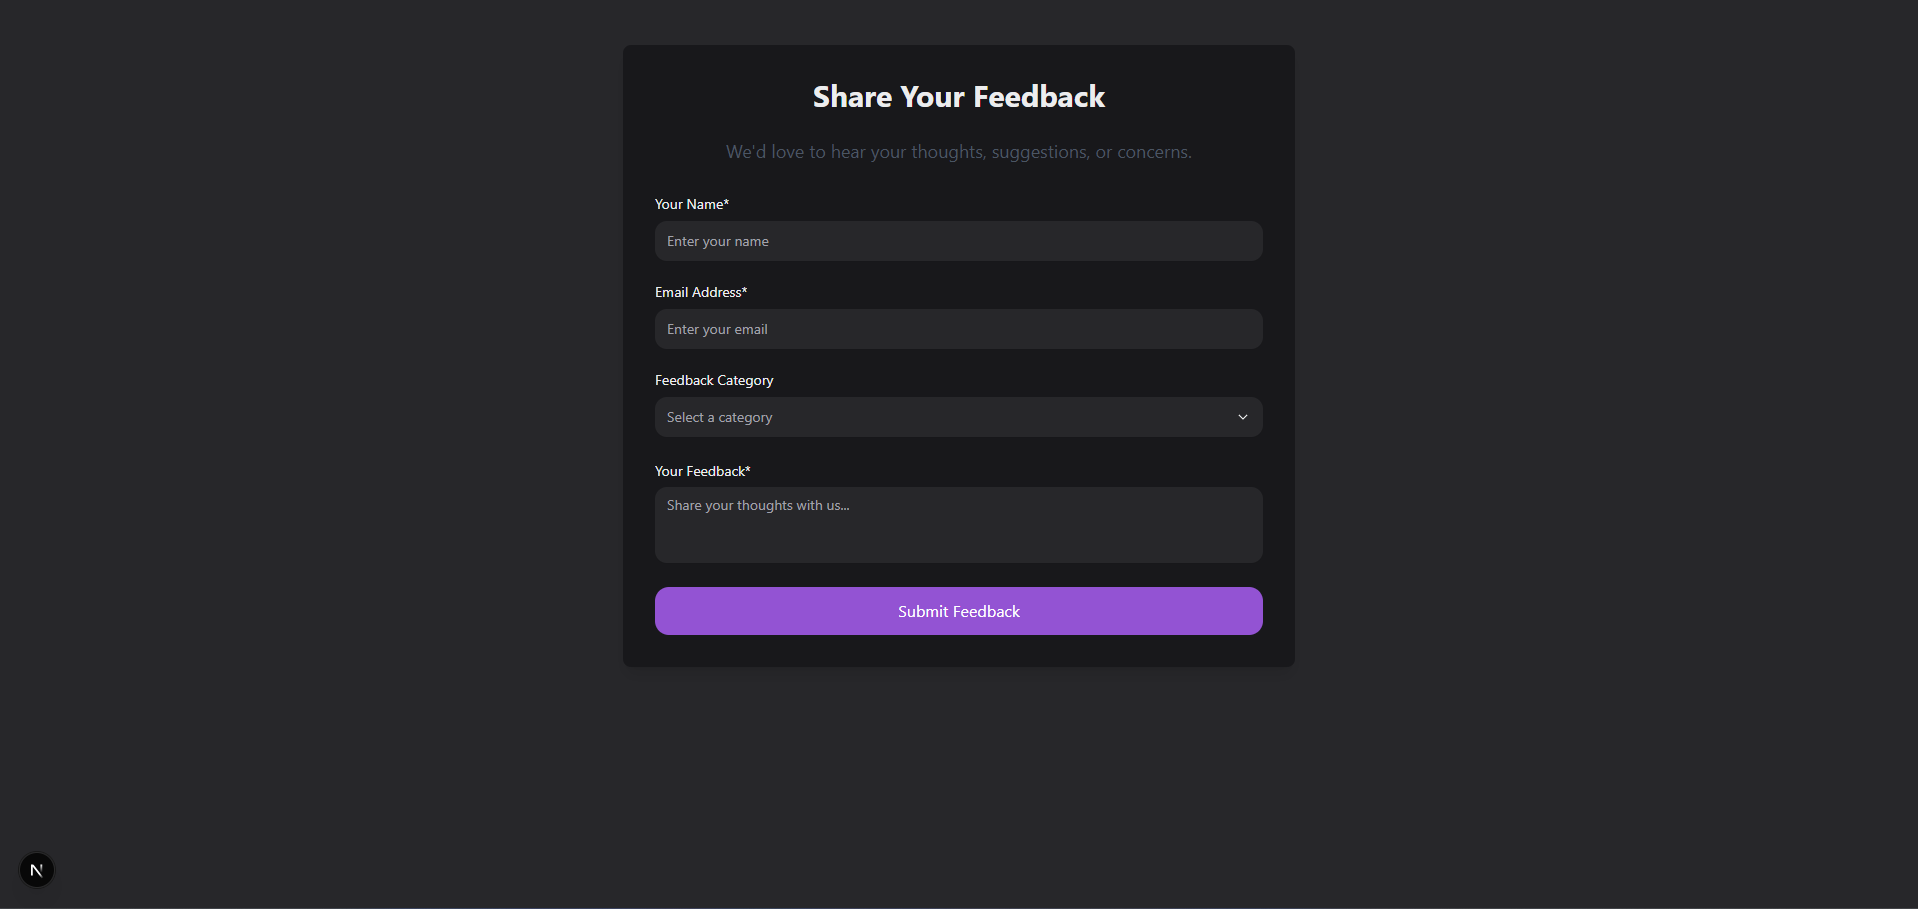 Share Your Feedback
We'd love to hear your thoughts, suggestions, or concerns.
Your Name*
Enter your name
Email Address*
Enter your email
Feedback Category
Select a category
Your Feedback*
Share your thoughts with us...
Submit Feedback
N